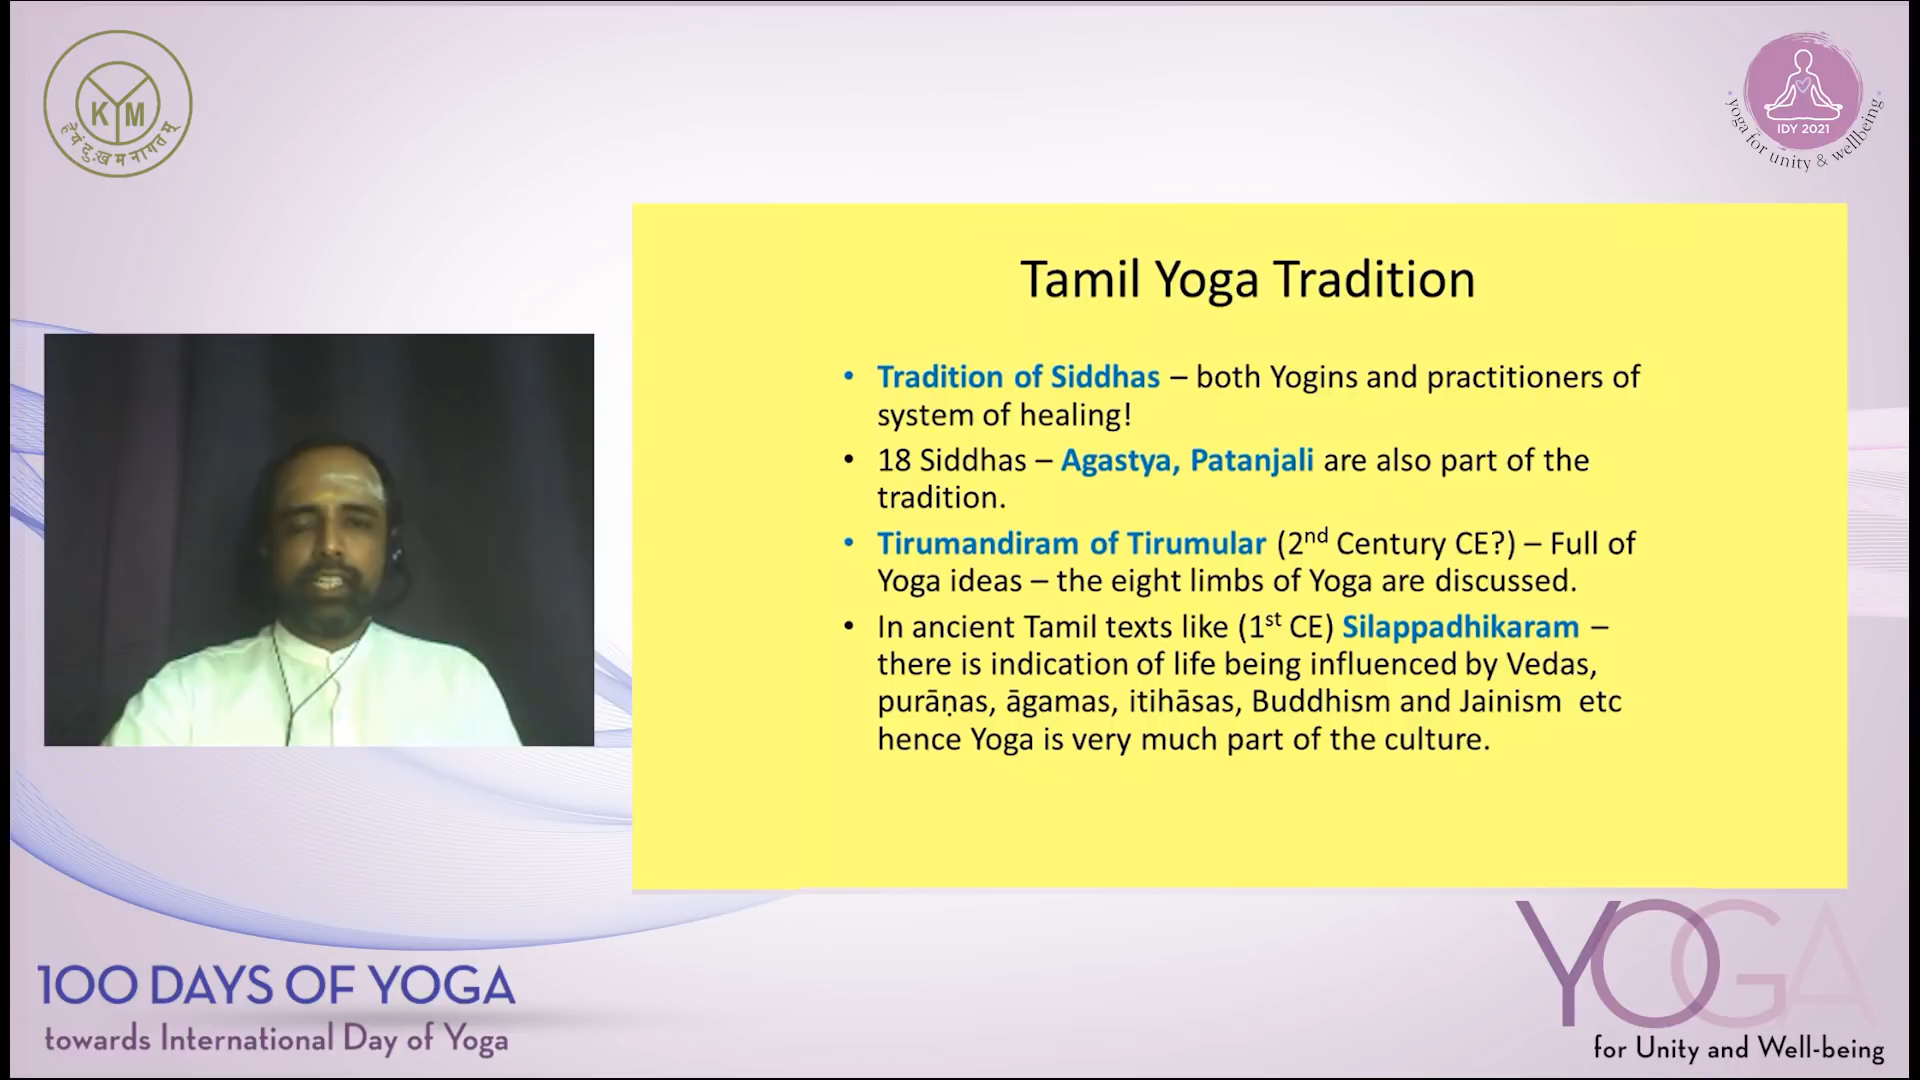 KYM
हेयं दुःखमनागतम्
IDY 2021
yoga for unity & wellbeing
Tamil Yoga Tradition
• Tradition of Siddhas – both Yogins and practitioners of
system of healing!
• 18 Siddhas – Agastya, Patanjali are also part of the
tradition.
• Tirumandiram of Tirumular (2nd Century CE?) – Full of
Yoga ideas – the eight limbs of Yoga are discussed.
• In ancient Tamil texts like (1st CE) Silappadhikaram –
there is indication of life being influenced by Vedas,
purāṇas, āgamas, itihāsas, Buddhism and Jainism etc
hence Yoga is very much part of the culture.
100 DAYS OF YOGA
towards International Day of Yoga
YOGA
for Unity and Well-being